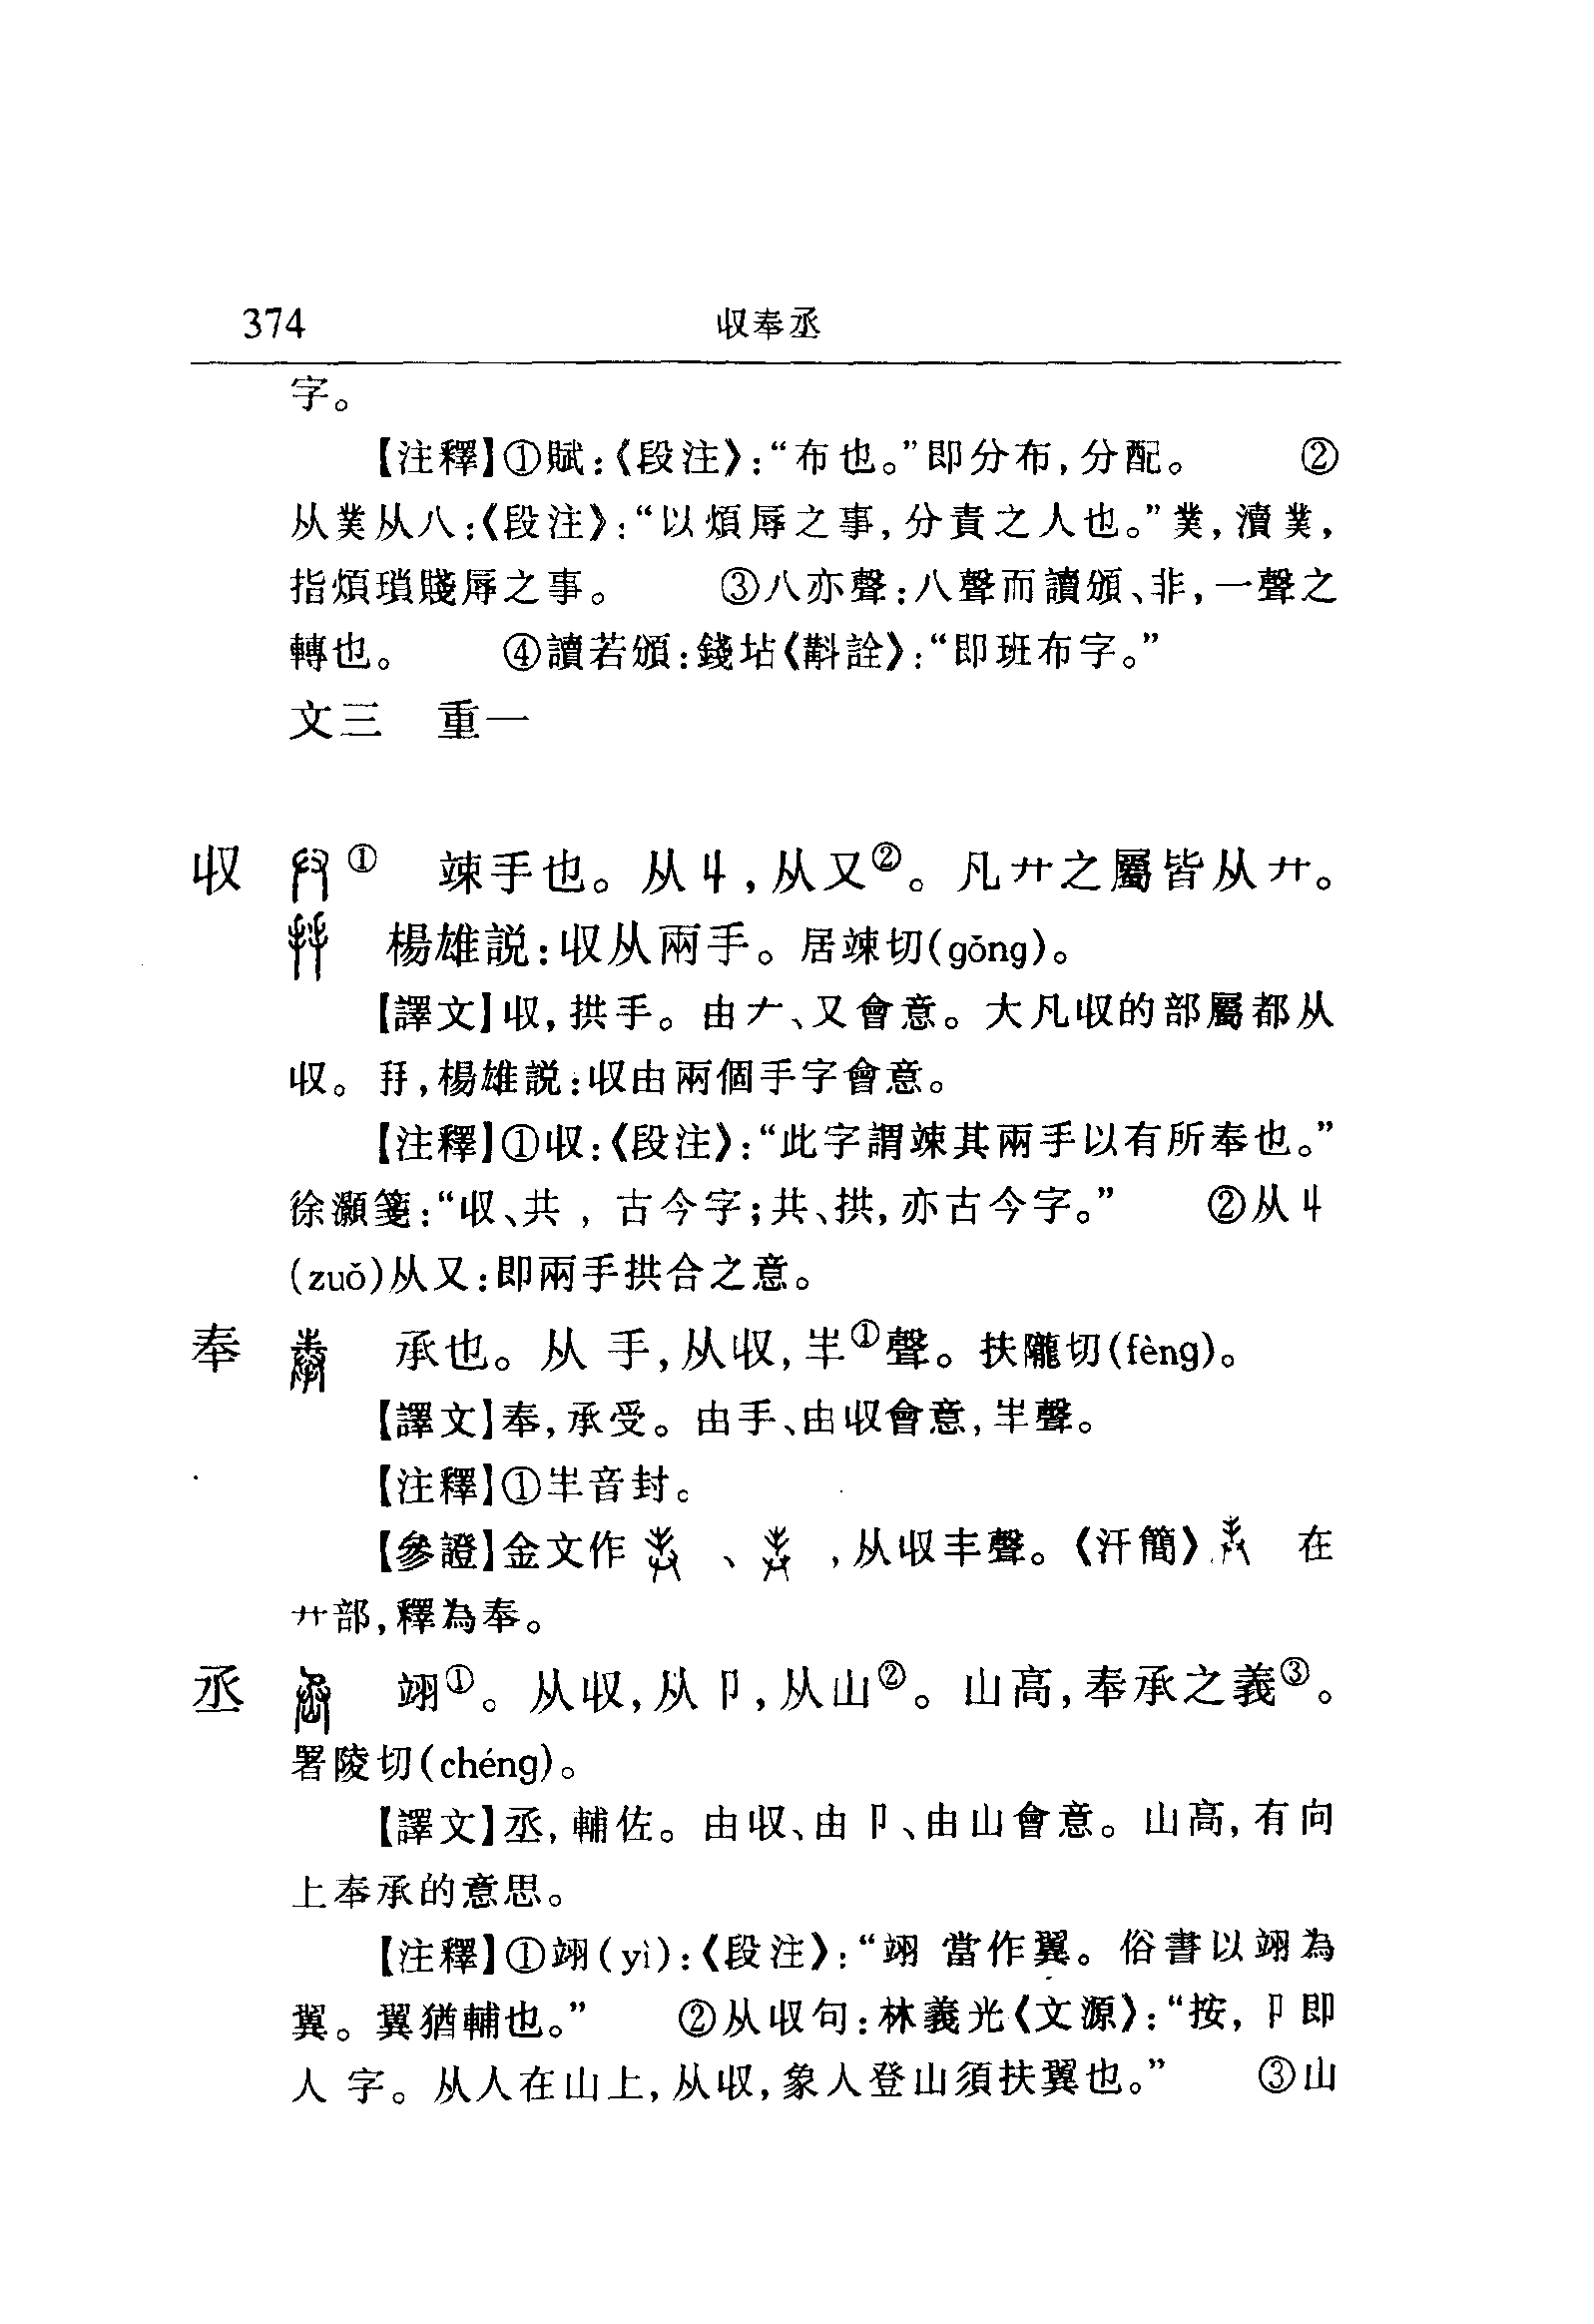 374 収奉丞
字。
【注釋】①賦:《段注》:“布也。”即分布,分配。 ②
从菐从八:《段注》:“以煩辱之事,分責之人也。”菐,瀆菐,
指煩瑣賤辱之事。 ③八亦聲:八聲而讀頒、非,一聲之
轉也。 ④讀若頒:錢坫《斠詮》:“即班布字。”
文三 重一
収 ① 竦手也。从屮,从又②。凡廾之屬皆从廾。
楊雄説:収从兩手。居竦切(gǒng)。
【譯文】収,拱手。由𠂇、又會意。大凡収的部屬都从
収。𢪒,楊雄説:収由兩個手字會意。
【注釋】①収:《段注》:“此字謂竦其兩手以有所奉也。”
徐灝箋:“収、共,古今字;共、拱,亦古今字。” ②从屮
(zuǒ)从又:即兩手拱合之意。
奉 承也。从手,从収,丰①聲。扶隴切(fèng)。
【譯文】奉,承受。由手、由収會意,丰聲。
【注釋】①丰音封。
【參證】金文作 、 ,从収丰聲。《汗簡》 在
廾部,釋為奉。
丞 翊①。从収,从卩,从山②。山高,奉承之義③。
署陵切(chéng)。
【譯文】丞,輔佐。由収、由卩、由山會意。山高,有向
上奉承的意思。
【注釋】①翊(yì):《段注》:“翊當作翼。俗書以翊為
翼。翼猶輔也。” ②从収句:林義光《文源》:“按,卩即
人字。从人在山上,从収,象人登山須扶翼也。” ③山